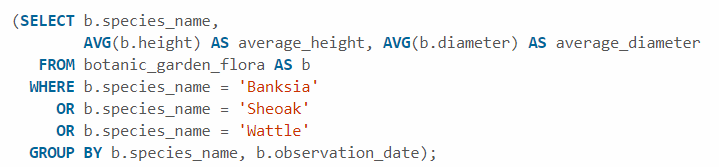 (SELECT b.species_name,
        AVG(b.height) AS average_height, AVG(b.diameter) AS average_diameter
   FROM botanic_garden_flora AS b
  WHERE b.species_name = 'Banksia'
     OR b.species_name = 'Sheoak'
     OR b.species_name = 'Wattle'
  GROUP BY b.species_name, b.observation_date);